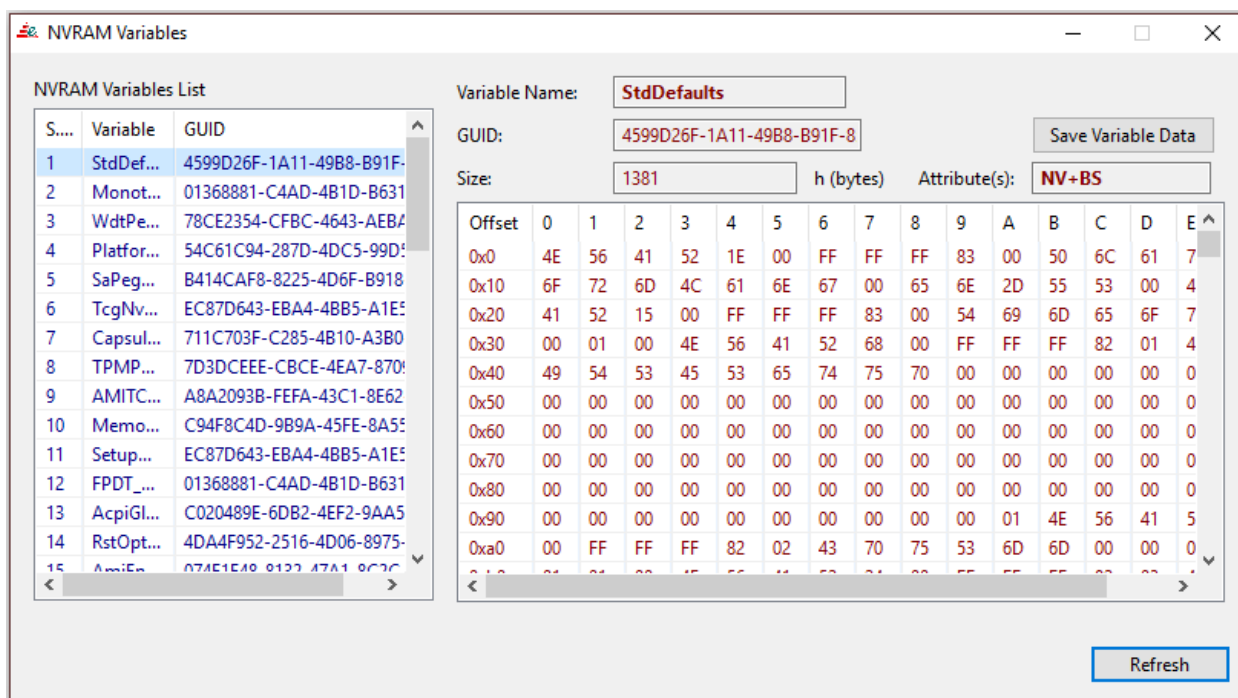 NVRAM Variables
NVRAM Variables List
S.... Variable GUID
1 StdDef... 4599D26F-1A11-49B8-B91F-
2 Monot... 01368881-C4AD-4B1D-B631
3 WdtPe... 78CE2354-CFBC-4643-AEBA
4 Platfor... 54C61C94-287D-4DC5-99D5
5 SaPeg... B414CAF8-8225-4D6F-B918
6 TcgNv... EC87D643-EBA4-4BB5-A1E5
7 Capsul... 711C703F-C285-4B10-A3B0
8 TPMP... 7D3DCEEE-CBCE-4EA7-8709
9 AMITC... A8A2093B-FEFA-43C1-8E62
10 Memo... C94F8C4D-9B9A-45FE-8A55
11 Setup... EC87D643-EBA4-4BB5-A1E5
12 FPDT_... 01368881-C4AD-4B1D-B631
13 AcpiGl... C020489E-6DB2-4EF2-9AA5
14 RstOpt... 4DA4F952-2516-4D06-8975-
Variable Name: StdDefaults
GUID: 4599D26F-1A11-49B8-B91F-8
Save Variable Data
Size: 1381 h (bytes) Attribute(s): NV+BS
Offset 0 1 2 3 4 5 6 7 8 9 A B C D E
0x0 4E 56 41 52 1E 00 FF FF FF 83 00 50 6C 61 7
0x10 6F 72 6D 4C 61 6E 67 00 65 6E 2D 55 53 00 4
0x20 41 52 15 00 FF FF FF 83 00 54 69 6D 65 6F 7
0x30 00 01 00 4E 56 41 52 68 00 FF FF FF 82 01 4
0x40 49 54 53 45 53 65 74 75 70 00 00 00 00 00 0
0x50 00 00 00 00 00 00 00 00 00 00 00 00 00 00 0
0x60 00 00 00 00 00 00 00 00 00 00 00 00 00 00 0
0x70 00 00 00 00 00 00 00 00 00 00 00 00 00 00 0
0x80 00 00 00 00 00 00 00 00 00 00 00 00 00 00 0
0x90 00 00 00 00 00 00 00 00 00 00 01 4E 56 41 5
0xa0 00 FF FF FF 82 02 43 70 75 53 6D 6D 00 00 0
Refresh